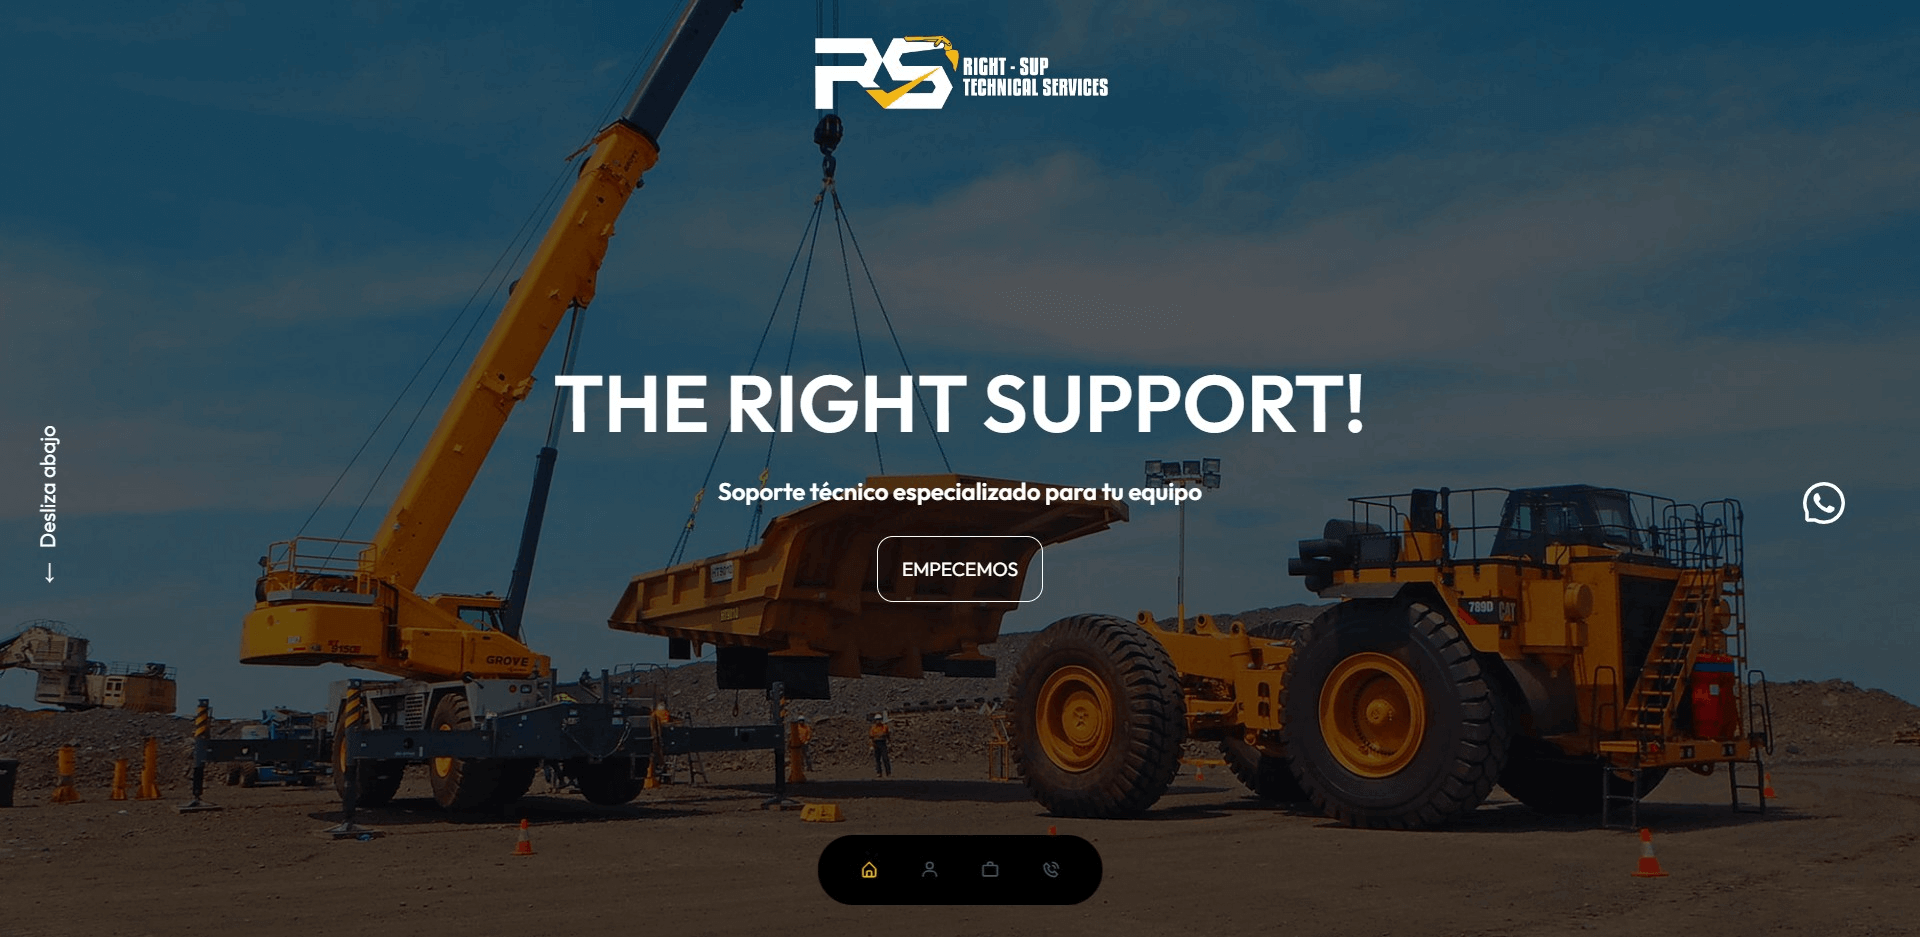 RS
RIGHT - SUP
TECHNICAL SERVICES
THE RIGHT SUPPORT!
Soporte técnico especializado para tu equipo
EMPECEMOS
Desliza abajo
789D CAT
GROVE